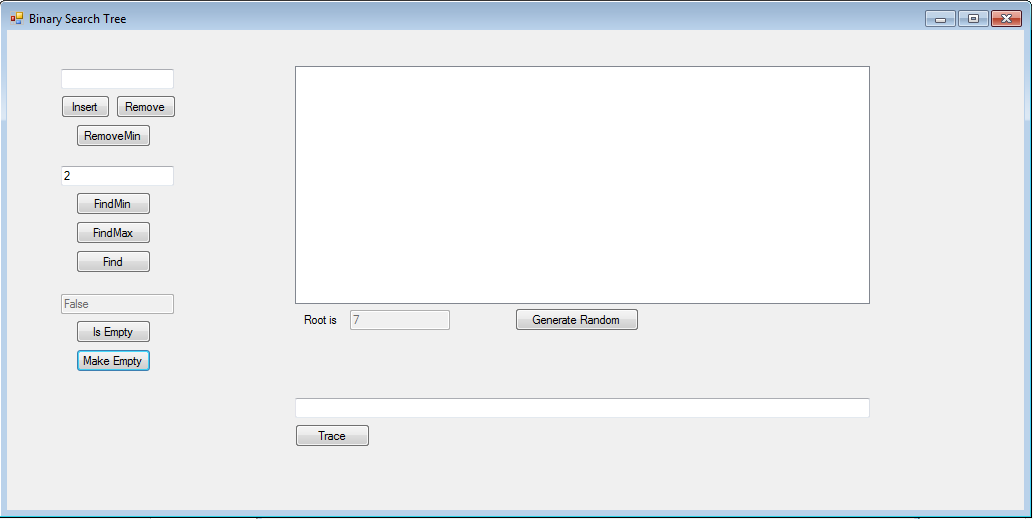 Binary Search Tree
Insert Remove
RemoveMin
2
FindMin
FindMax
Find
False
Is Empty
Make Empty
Root is 7 Generate Random
Trace